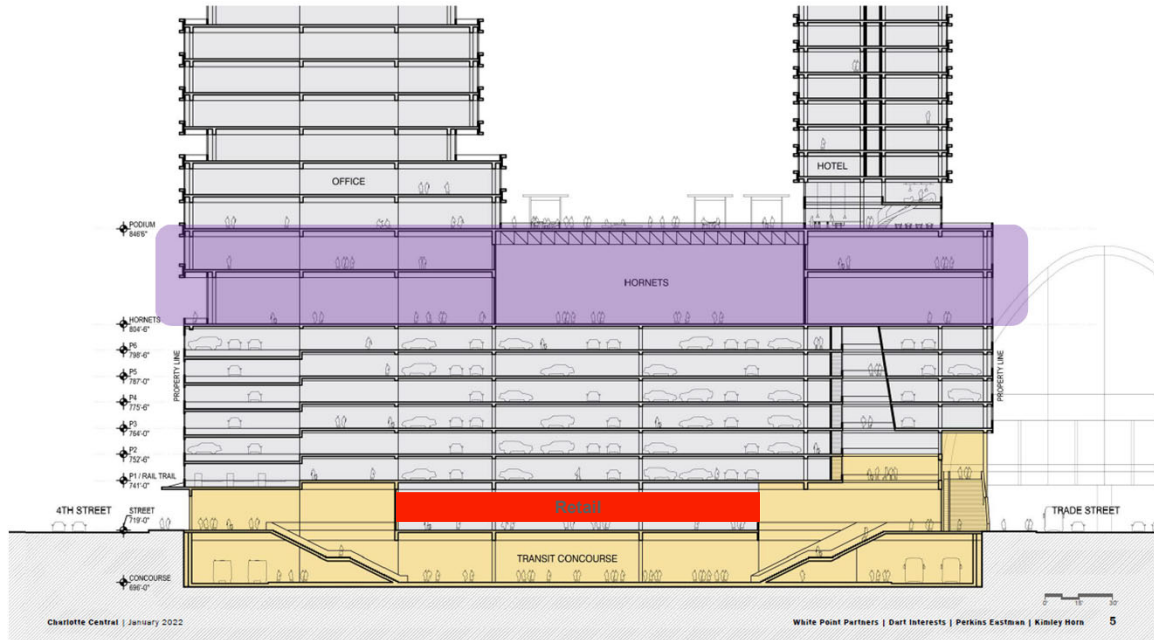 OFFICE
HOTEL
PODIUM
846'6"
HORNETS
HORNETS
804'-6"
P6
798'-6"
P5
787'-0"
P4
775'-6"
P3
764'-0"
P2
752'-6"
P1 / RAIL TRAIL
741'-0"
PROPERTY LINE
PROPERTY LINE
Retail
4TH STREET
STREET
719'-0"
TRADE STREET
TRANSIT CONCOURSE
CONCOURSE
696'-0"
0' 15' 30'
Charlotte Central | January 2022
White Point Partners | Dart Interests | Perkins Eastman | Kimley Horn 5